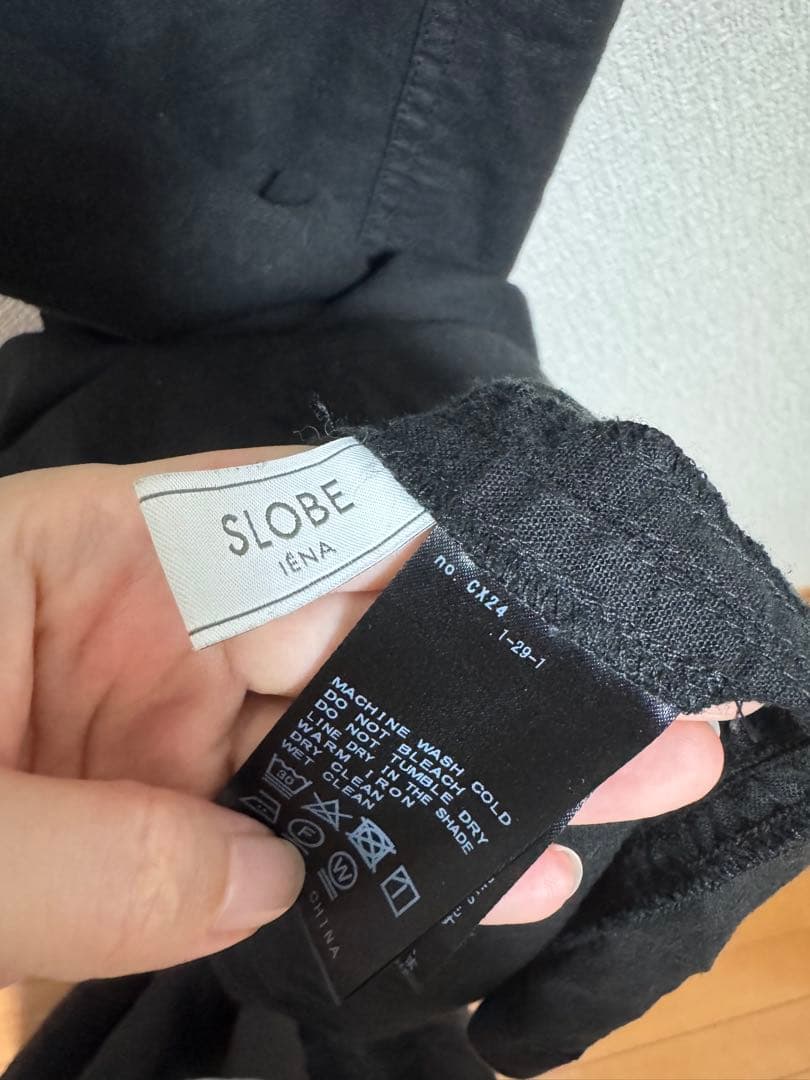 SLOBE
IÉNA
no. CX24
1-29-1
MACHINE WASH COLD
DO NOT BLEACH
DO NOT TUMBLE DRY
LINE DRY IN THE SHADE
WARM IRON
DRY CLEAN
WET CLEAN
30
F
W
CHINA